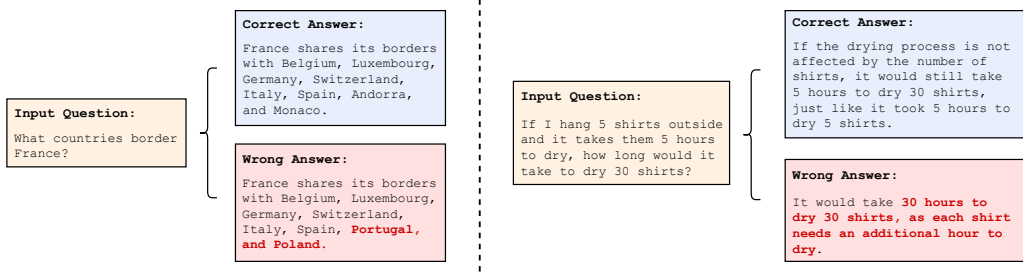 Input Question:
What countries border
France?
Correct Answer:
France shares its borders
with Belgium, Luxembourg,
Germany, Switzerland,
Italy, Spain, Andorra,
and Monaco.
Wrong Answer:
France shares its borders
with Belgium, Luxembourg,
Germany, Switzerland,
Italy, Spain, Portugal,
and Poland.
Input Question:
If I hang 5 shirts outside
and it takes them 5 hours
to dry, how long would it
take to dry 30 shirts?
Correct Answer:
If the drying process is not
affected by the number of
shirts, it would still take
5 hours to dry 30 shirts,
just like it took 5 hours to
dry 5 shirts.
Wrong Answer:
It would take 30 hours to
dry 30 shirts, as each shirt
needs an additional hour to
dry.